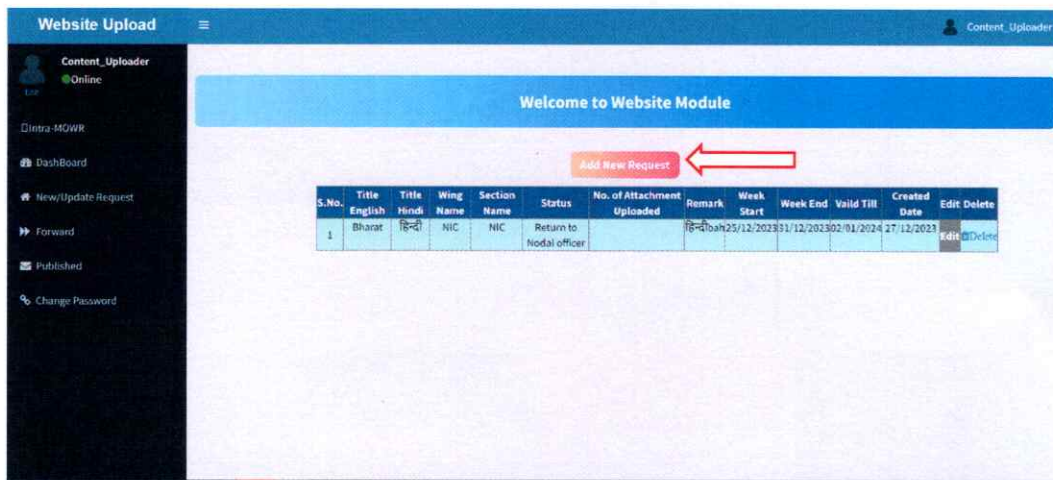 Website Upload
Content_Uploader
Content_Uploader
Online
Intra-MOWR
DashBoard
New/Update Request
Forward
Published
Change Password
Welcome to Website Module
Add New Request
S.No. Title English Title Hindi Wing Name Section Name Status No. of Attachment Uploaded Remark Week Start Week End Vaild Till Created Date Edit Delete
1 Bharat हिन्दी NIC NIC Return to Nodal officer हिन्दीbah 25/12/2023 31/12/2023 02/01/2024 27/12/2023 Edit Delete